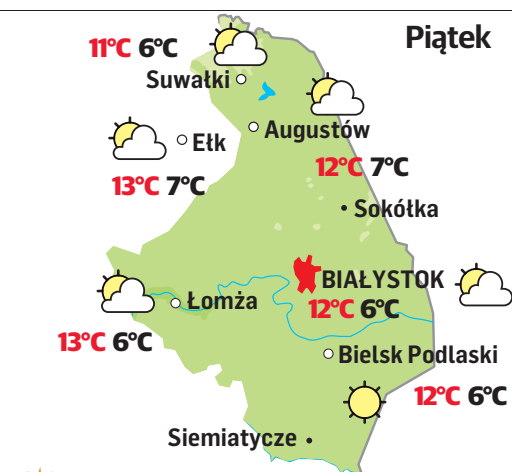 Piątek
11°C 6°C
Suwałki
Augustów
Ełk
12°C 7°C
13°C 7°C
Sokółka
BIAŁYSTOK
Łomża
12°C 6°C
13°C 6°C
Bielsk Podlaski
12°C 6°C
Siemiatycze